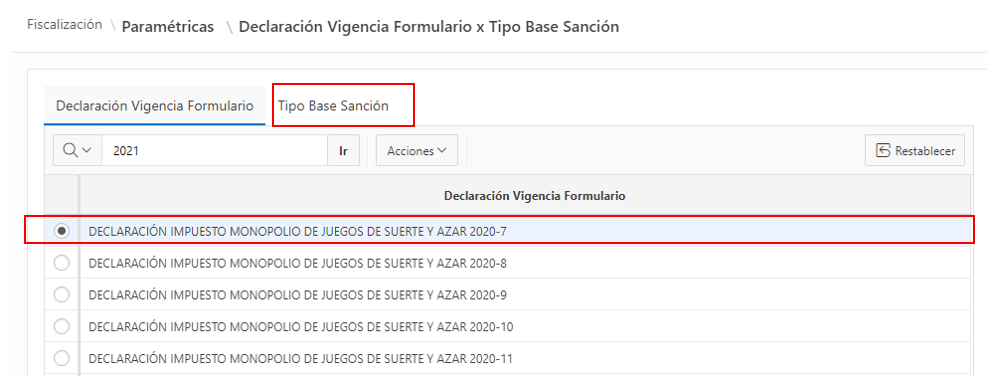 Fiscalización \ Paramétricas \ Declaración Vigencia Formulario x Tipo Base Sanción
Declaración Vigencia Formulario Tipo Base Sanción
2021 Ir Acciones Restablecer
Declaración Vigencia Formulario
DECLARACIÓN IMPUESTO MONOPOLIO DE JUEGOS DE SUERTE Y AZAR 2020-7
DECLARACIÓN IMPUESTO MONOPOLIO DE JUEGOS DE SUERTE Y AZAR 2020-8
DECLARACIÓN IMPUESTO MONOPOLIO DE JUEGOS DE SUERTE Y AZAR 2020-9
DECLARACIÓN IMPUESTO MONOPOLIO DE JUEGOS DE SUERTE Y AZAR 2020-10
DECLARACIÓN IMPUESTO MONOPOLIO DE JUEGOS DE SUERTE Y AZAR 2020-11